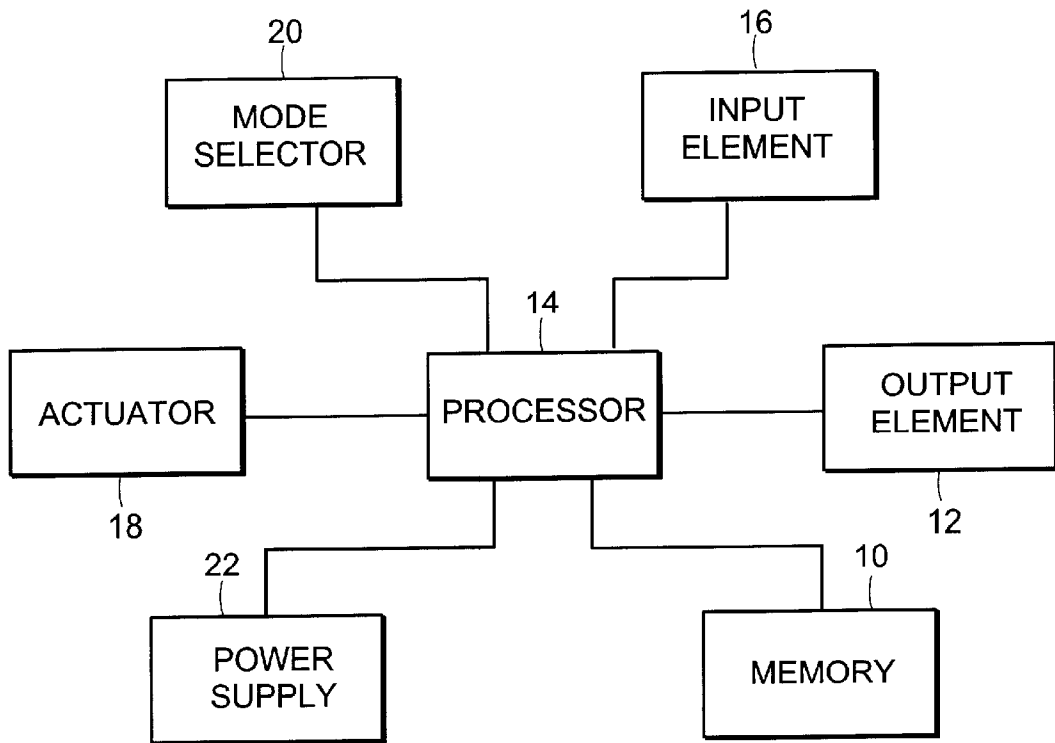 20
MODE
SELECTOR
16
INPUT
ELEMENT
14
PROCESSOR
ACTUATOR
18
OUTPUT
ELEMENT
12
22
POWER
SUPPLY
10
MEMORY